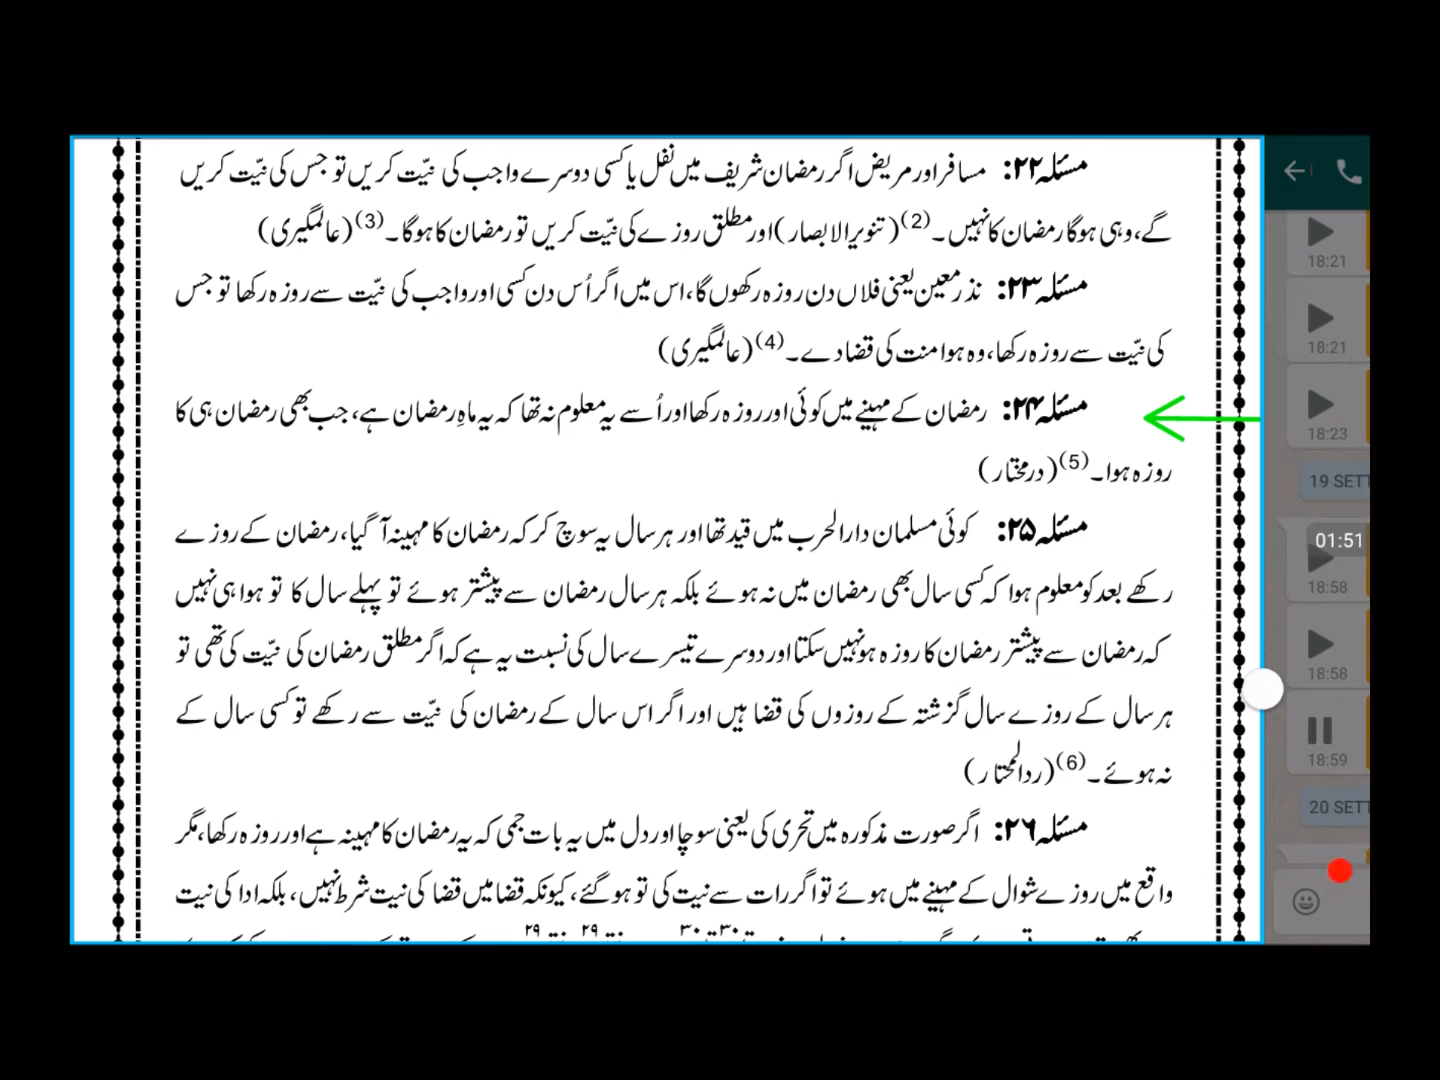 مسئلہ ۲۲: مسافر اور مریض اگر رمضان شریف میں نفل یا کسی دوسرے واجب کی نیّت کریں تو جس کی نیّت کریں
گے، وہی ہوگا رمضان کا نہیں۔(2) (تنویر الابصار) اور مطلق روزے کی نیّت کریں تو رمضان کا ہوگا۔(3) (عالمگیری)
مسئلہ ۲۳: نذر معین یعنی فلاں دن روزہ رکھوں گا، اس میں اگر اُس دن کسی اور واجب کی نیّت سے روزہ رکھا تو جس
کی نیّت سے روزہ رکھا، وہ ہوا منت کی قضا دے۔(4) (عالمگیری)
مسئلہ ۲۴: رمضان کے مہینے میں کوئی اور روزہ رکھا اور اُسے یہ معلوم نہ تھا کہ یہ ماہِ رمضان ہے، جب بھی رمضان ہی کا
روزہ ہوا۔(5) (درمختار)
مسئلہ ۲۵: کوئی مسلمان دارالحرب میں قید تھا اور ہر سال یہ سوچ کر کہ رمضان کا مہینہ آ گیا، رمضان کے روزے
رکھے بعد کو معلوم ہوا کہ کسی سال بھی رمضان میں نہ ہوئے بلکہ ہر سال رمضان سے پیشتر ہوئے تو پہلے سال کا تو ہوا ہی نہیں
کہ رمضان سے پیشتر رمضان کا روزہ ہو نہیں سکتا اور دوسرے تیسرے سال کی نسبت یہ ہے کہ اگر مطلق رمضان کی نیّت کی تھی تو
ہر سال کے روزے سال گزشتہ کے روزوں کی قضا ہیں اور اگر اس سال کے رمضان کی نیّت سے رکھے تو کسی سال کے
نہ ہوئے۔(6) (ردالمحتار)
مسئلہ ۲۶: اگر صورت مذکورہ میں تحری کی یعنی سوچا اور دل میں یہ بات جمی کہ یہ رمضان کا مہینہ ہے اور روزہ رکھا، مگر
واقع میں روزے شوال کے مہینے میں ہوئے تو اگر رات سے نیت کی تو ہو گئے، کیونکہ قضا میں قضا کی نیت شرط نہیں، بلکہ ادا کی نیت
18:21
18:21
18:23
19 SETT
01:51
18:58
18:58
18:59
20 SETT